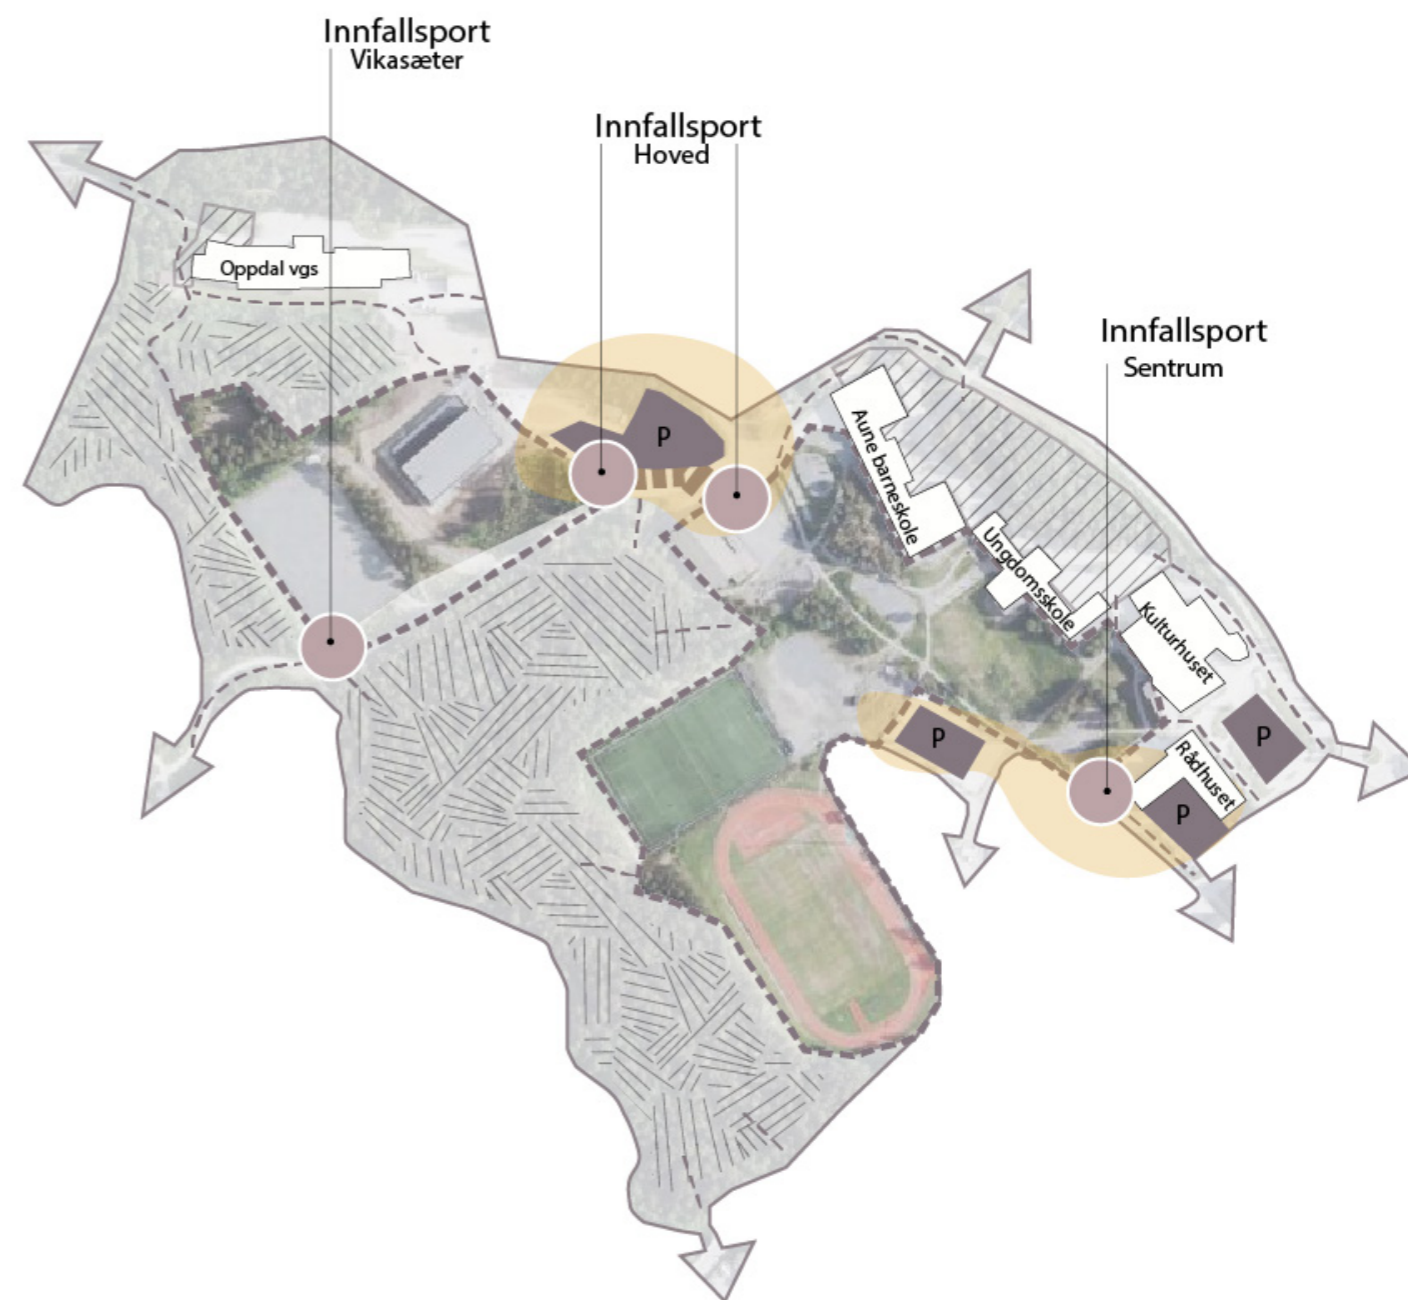 Innfallsport
Vikasæter
Innfallsport
Hoved
Innfallsport
Sentrum
Oppdal vgs
P
Aune barneskole
Ungdomsskole
Kulturhuset
P
P
Rådhuset
P